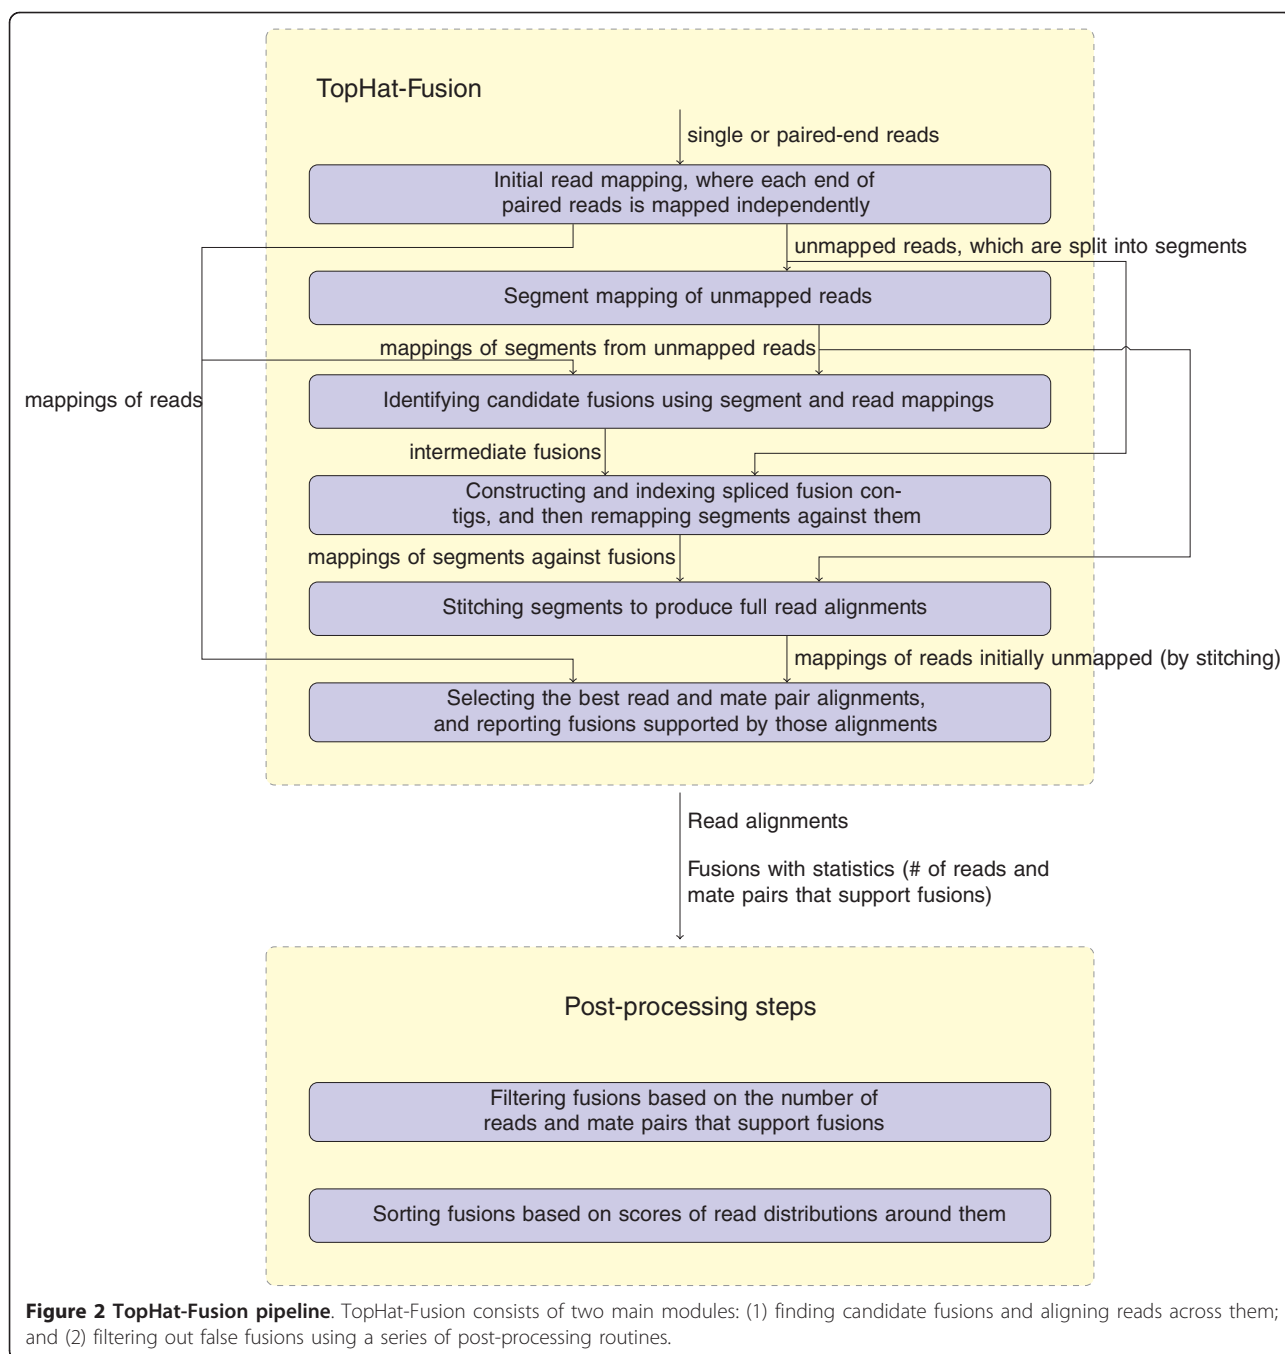 TopHat-Fusion
single or paired-end reads
Initial read mapping, where each end of
paired reads is mapped independently
unmapped reads, which are split into segments
Segment mapping of unmapped reads
mappings of segments from unmapped reads
mappings of reads
Identifying candidate fusions using segment and read mappings
intermediate fusions
Constructing and indexing spliced fusion con-
tigs, and then remapping segments against them
mappings of segments against fusions
Stitching segments to produce full read alignments
mappings of reads initially unmapped (by stitching)
Selecting the best read and mate pair alignments,
and reporting fusions supported by those alignments
Read alignments
Fusions with statistics (# of reads and
mate pairs that support fusions)
Post-processing steps
Filtering fusions based on the number of
reads and mate pairs that support fusions
Sorting fusions based on scores of read distributions around them
Figure 2 TopHat-Fusion pipeline. TopHat-Fusion consists of two main modules: (1) finding candidate fusions and aligning reads across them;
and (2) filtering out false fusions using a series of post-processing routines.